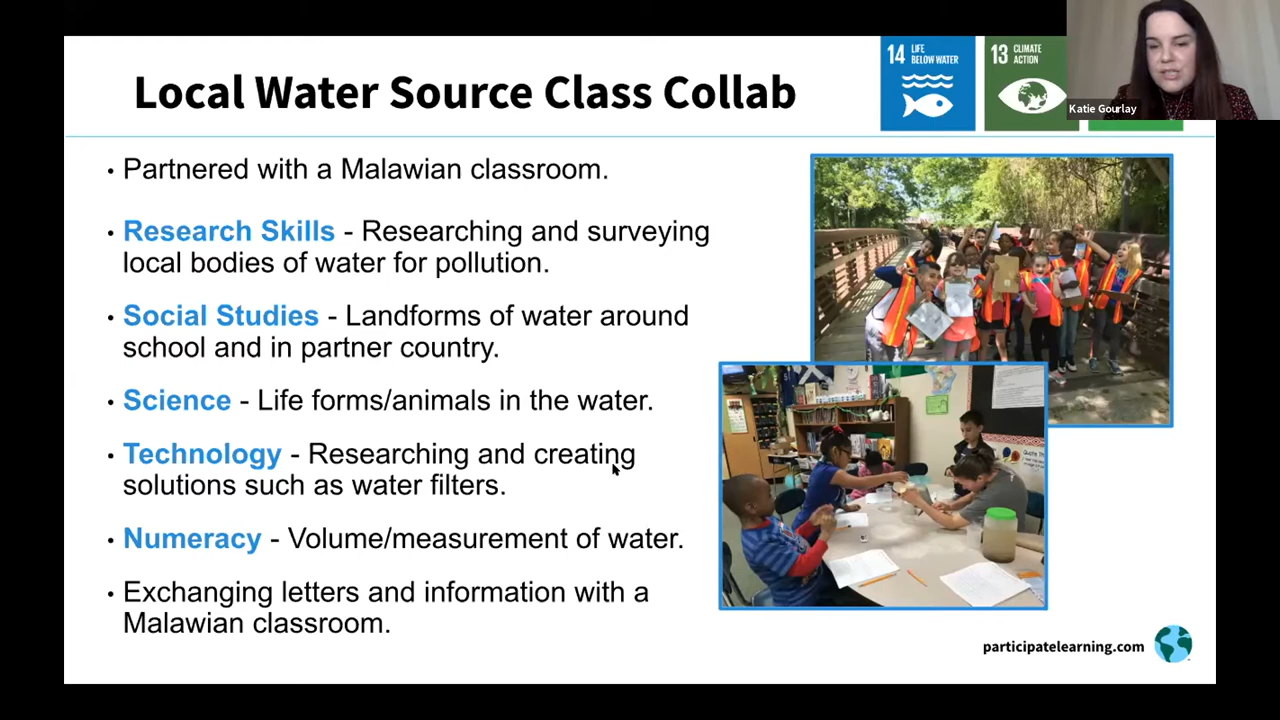 Local Water Source Class Collab
14 LIFE
BELOW WATER
13 CLIMATE
ACTION
Katie Gourlay
• Partnered with a Malawian classroom.
• Research Skills - Researching and surveying
local bodies of water for pollution.
• Social Studies - Landforms of water around
school and in partner country.
• Science - Life forms/animals in the water.
• Technology - Researching and creating
solutions such as water filters.
• Numeracy - Volume/measurement of water.
• Exchanging letters and information with a
Malawian classroom.
participatelearning.com